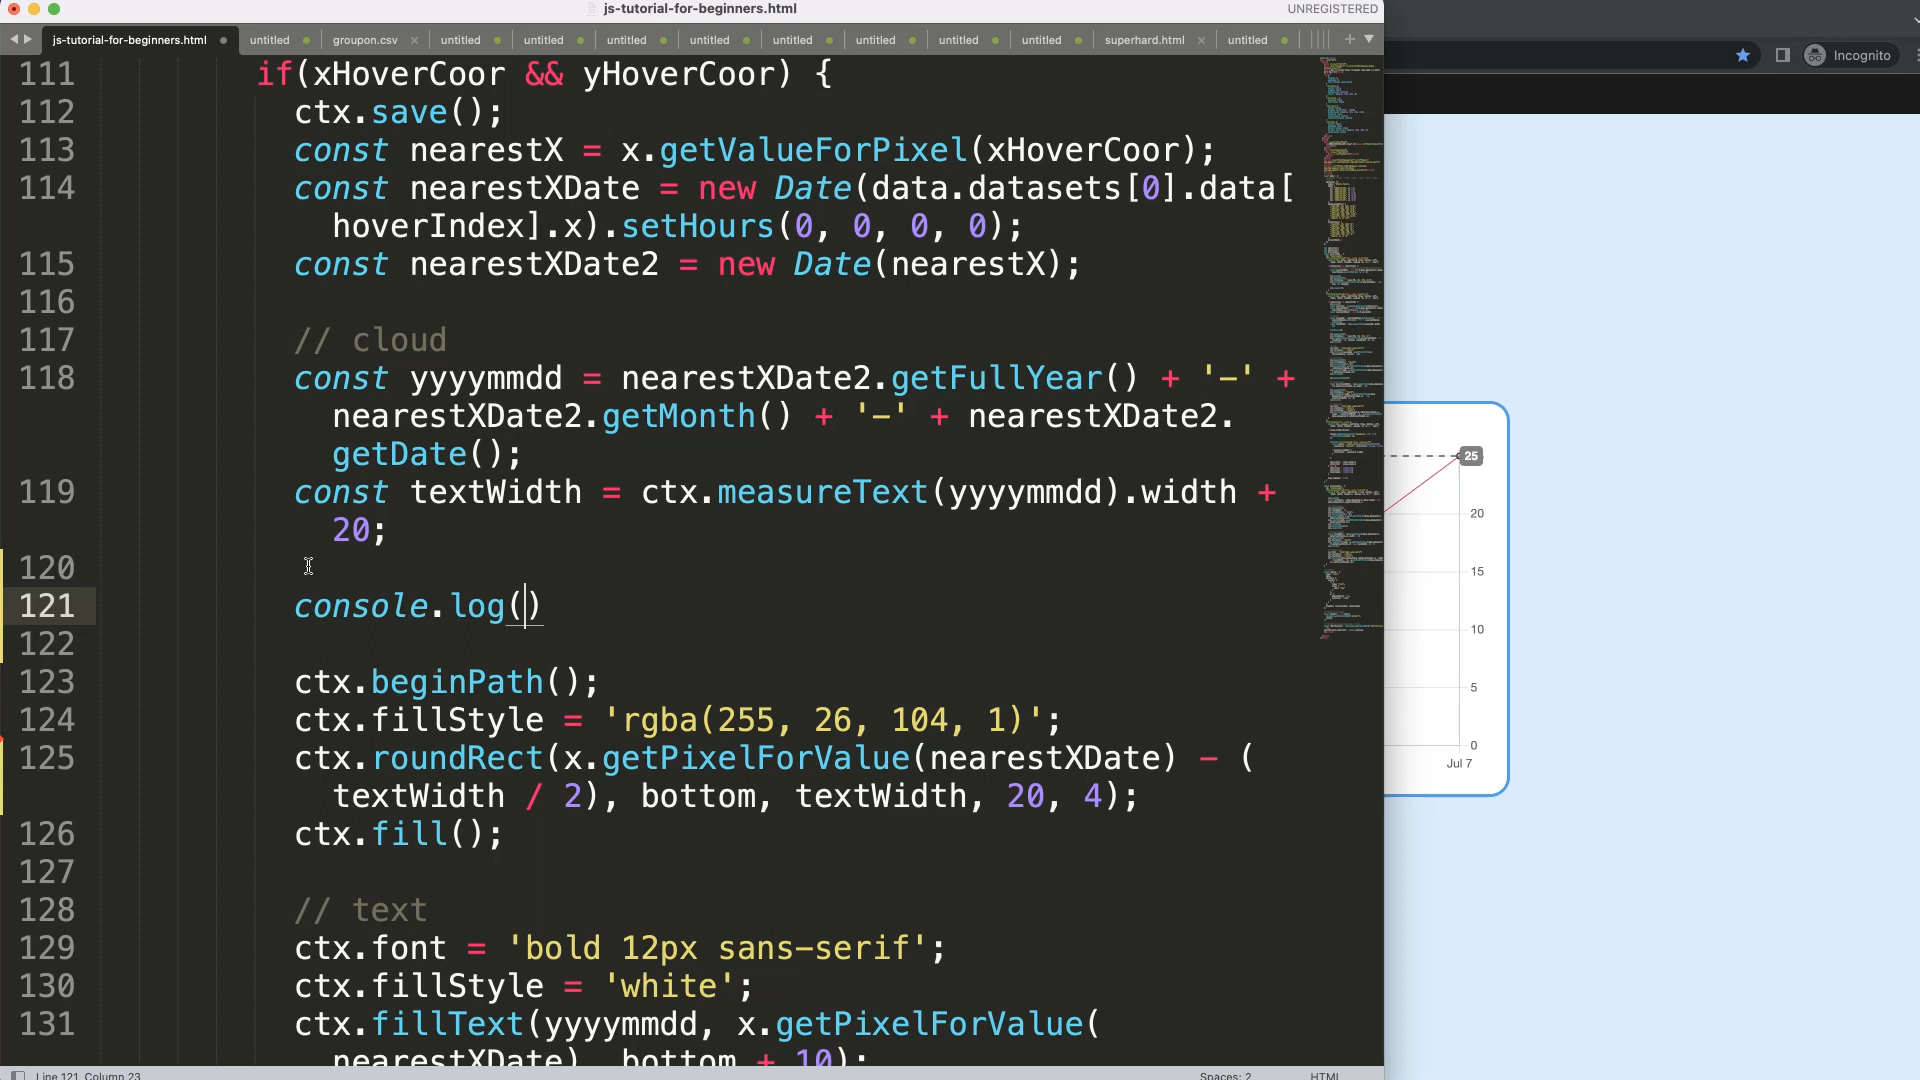 js-tutorial-for-beginners.html
UNREGISTERED
js-tutorial-for-beginners.html untitled groupon.csv untitled untitled untitled untitled untitled untitled untitled untitled superhard.html untitled
Incognito
111 if(xHoverCoor && yHoverCoor) {
112 ctx.save();
113 const nearestX = x.getValueForPixel(xHoverCoor);
114 const nearestXDate = new Date(data.datasets[0].data[
hoverIndex].x).setHours(0, 0, 0, 0);
115 const nearestXDate2 = new Date(nearestX);
116
117 // cloud
118 const yyyymmdd = nearestXDate2.getFullYear() + '-' +
nearestXDate2.getMonth() + '-' + nearestXDate2.
getDate();
119 const textWidth = ctx.measureText(yyyymmdd).width +
20;
120
121 console.log()
122
123 ctx.beginPath();
124 ctx.fillStyle = 'rgba(255, 26, 104, 1)';
125 ctx.roundRect(x.getPixelForValue(nearestXDate) - (
textWidth / 2), bottom, textWidth, 20, 4);
126 ctx.fill();
127
128 // text
129 ctx.font = 'bold 12px sans-serif';
130 ctx.fillStyle = 'white';
131 ctx.fillText(yyyymmdd, x.getPixelForValue(
nearestXDate), bottom + 10);
25
20
15
10
5
0
Jul 7
Line 121, Column 23
Spaces: 2
HTML